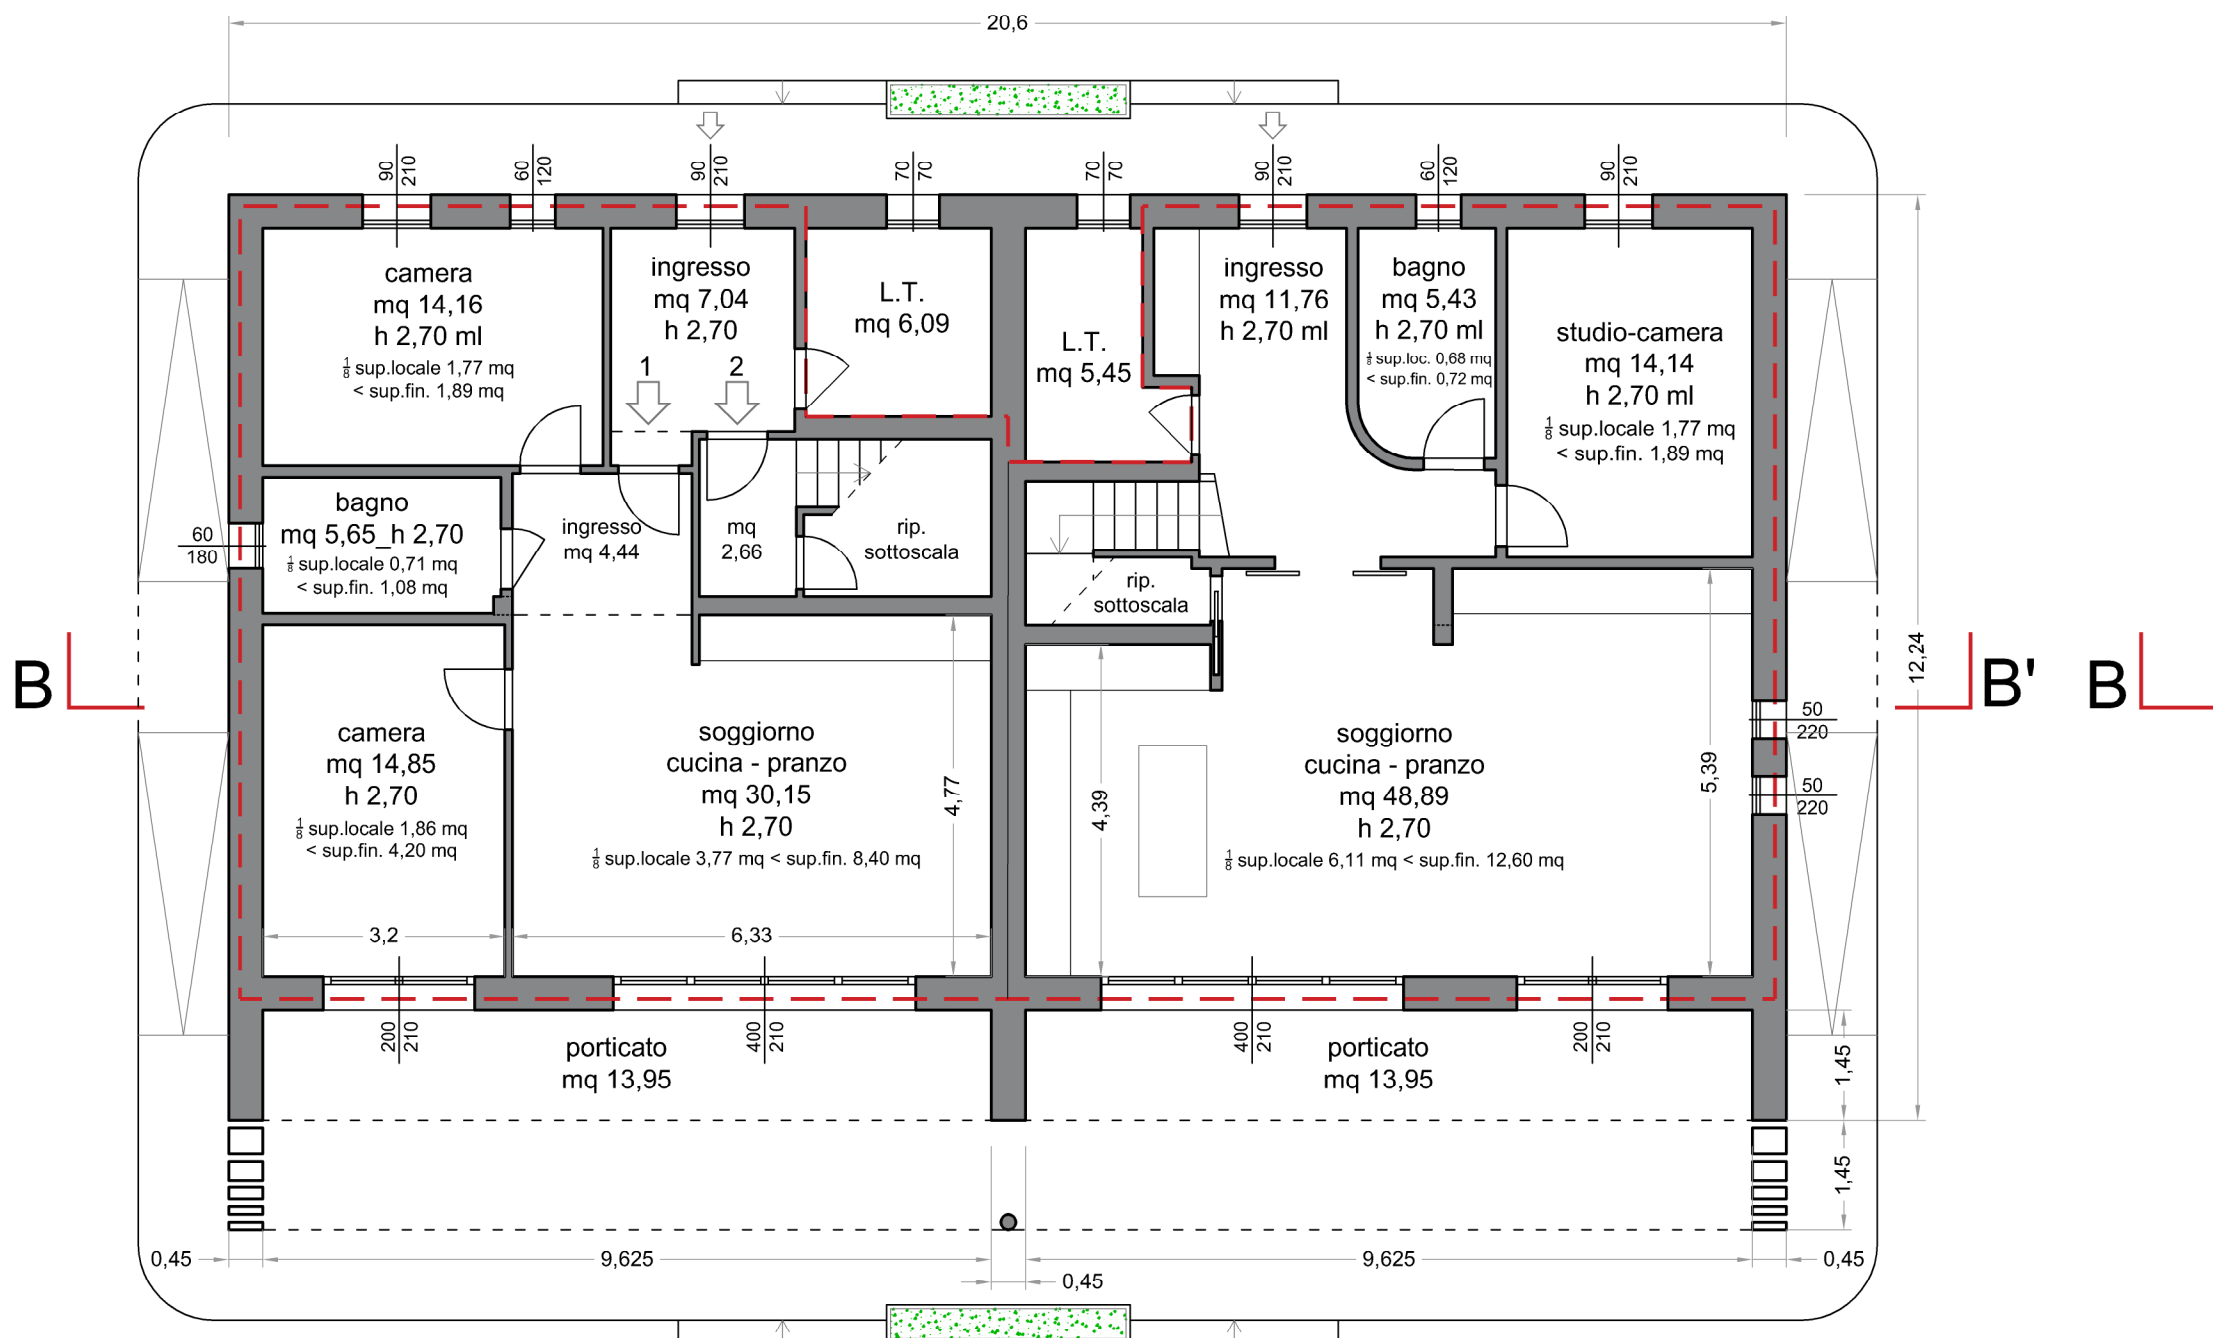 20,6
90
210
60
120
90
210
70
70
70
70
90
210
60
120
90
210
camera
mq 14,16
h 2,70 ml
1/8 sup.locale 1,77 mq
< sup.fin. 1,89 mq
ingresso
mq 7,04
h 2,70
1
2
L.T.
mq 6,09
L.T.
mq 5,45
ingresso
mq 11,76
h 2,70 ml
bagno
mq 5,43
h 2,70 ml
1/8 sup.loc. 0,68 mq
< sup.fin. 0,72 mq
studio-camera
mq 14,14
h 2,70 ml
1/8 sup.locale 1,77 mq
< sup.fin. 1,89 mq
60
180
bagno
mq 5,65_h 2,70
1/8 sup.locale 0,71 mq
< sup.fin. 1,08 mq
ingresso
mq 4,44
mq
2,66
rip.
sottoscala
rip.
sottoscala
12,24
B
B'
B
camera
mq 14,85
h 2,70
1/8 sup.locale 1,86 mq
< sup.fin. 4,20 mq
soggiorno
cucina - pranzo
mq 30,15
h 2,70
1/8 sup.locale 3,77 mq < sup.fin. 8,40 mq
4,77
4,39
soggiorno
cucina - pranzo
mq 48,89
h 2,70
1/8 sup.locale 6,11 mq < sup.fin. 12,60 mq
5,39
50
220
50
220
3,2
6,33
200
210
400
210
400
210
200
210
porticato
mq 13,95
porticato
mq 13,95
1,45
1,45
0,45
9,625
0,45
9,625
0,45